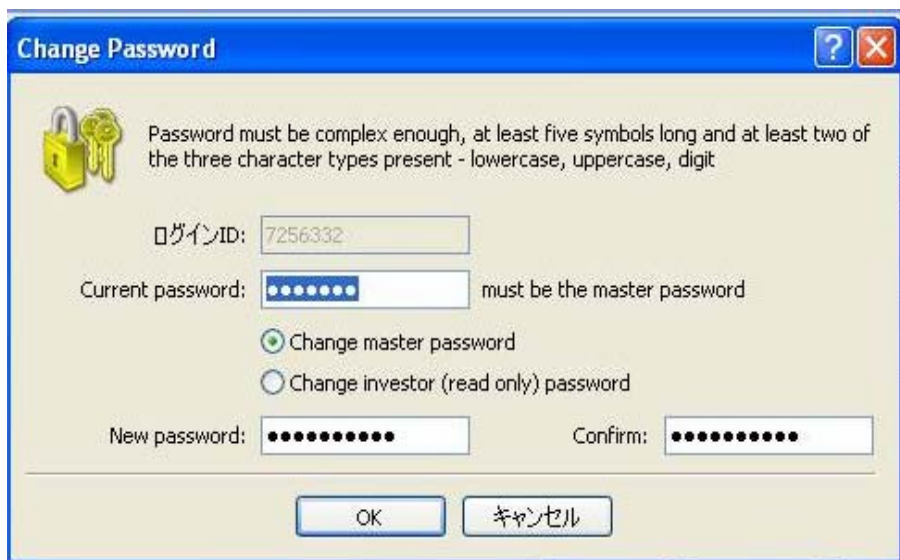 Change Password
Password must be complex enough, at least five symbols long and at least two of
the three character types present - lowercase, uppercase, digit
ログインID: 7256332
Current password: ●●●●●●● must be the master password
Change master password
Change investor (read only) password
New password: ●●●●●●●●●● Confirm: ●●●●●●●●●●
OK キャンセル